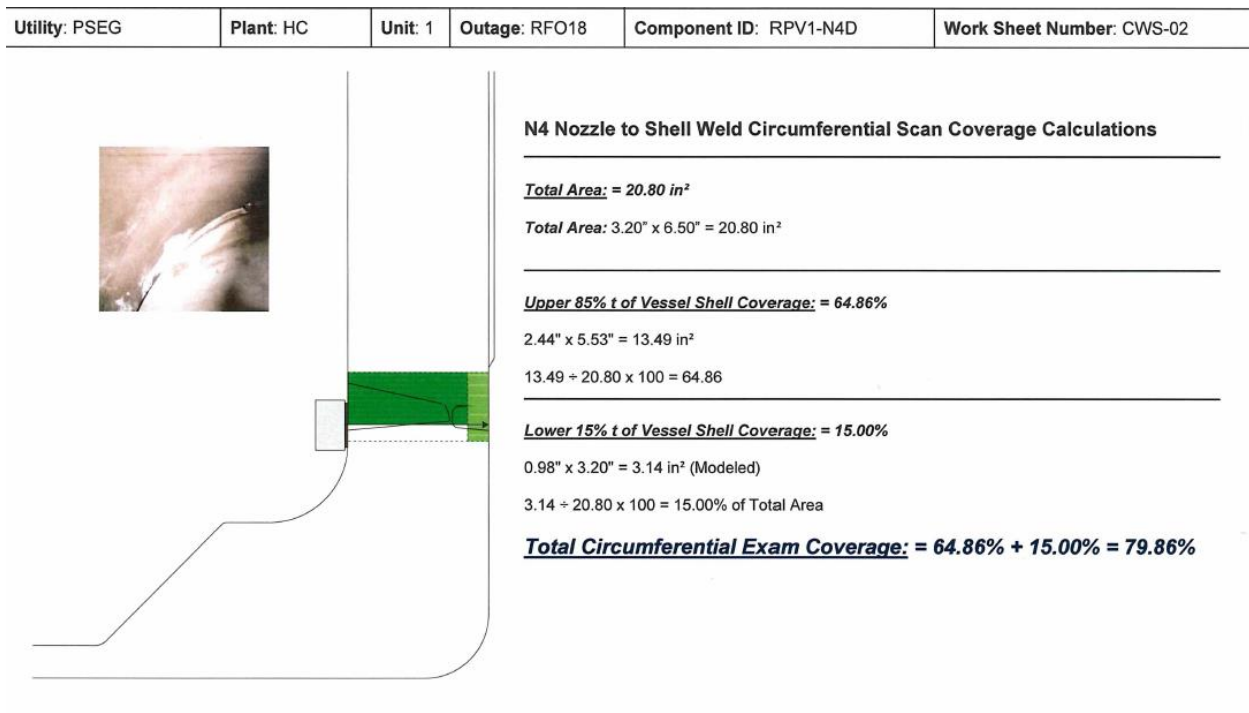 Utility: PSEG Plant: HC Unit: 1 Outage: RFO18 Component ID: RPV1-N4D Work Sheet Number: CWS-02
N4 Nozzle to Shell Weld Circumferential Scan Coverage Calculations
Total Area: = 20.80 in²
Total Area: 3.20" x 6.50" = 20.80 in²
Upper 85% t of Vessel Shell Coverage: = 64.86%
2.44" x 5.53" = 13.49 in²
13.49 ÷ 20.80 x 100 = 64.86
Lower 15% t of Vessel Shell Coverage: = 15.00%
0.98" x 3.20" = 3.14 in² (Modeled)
3.14 ÷ 20.80 x 100 = 15.00% of Total Area
Total Circumferential Exam Coverage: = 64.86% + 15.00% = 79.86%